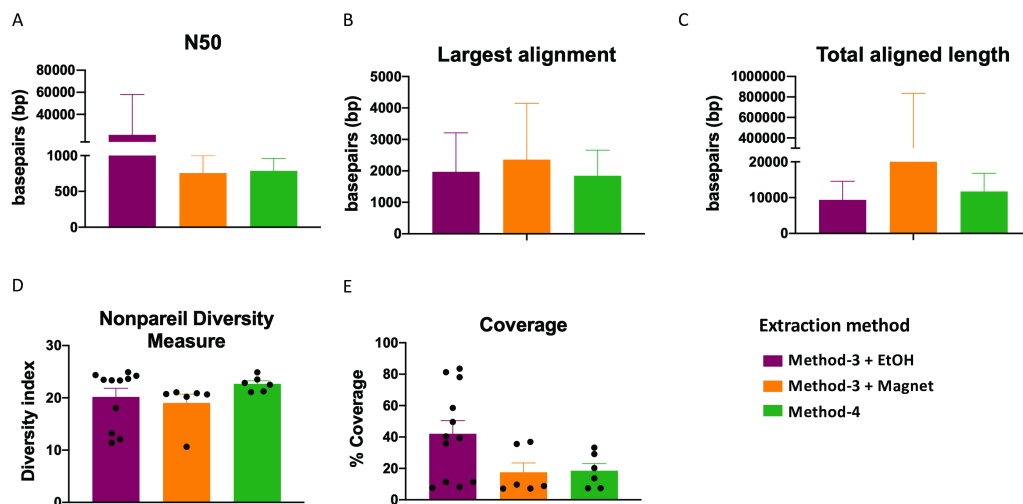 A
N50
basepairs (bp)
80000
60000
40000
20000
1000
500
0
B
Largest alignment
basepairs (bp)
5000
4000
3000
2000
1000
0
C
Total aligned length
basepairs (bp)
1000000
800000
600000
400000
200000
20000
10000
0
D
Nonpareil Diversity
Measure
Diversity index
30
20
10
0
E
Coverage
% Coverage
100
80
60
40
20
0
Extraction method
Method-3 + EtOH
Method-3 + Magnet
Method-4